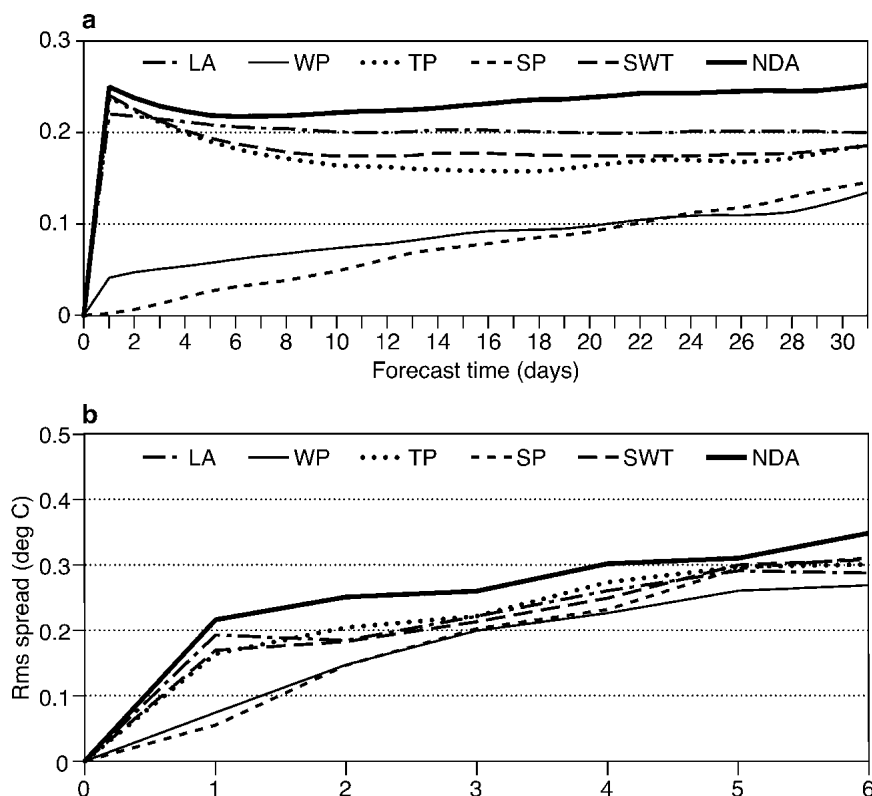 a
0.3
LA WP TP SP SWT NDA
0.2
0.1
0
0 2 4 6 8 10 12 14 16 18 20 22 24 26 28 30
Forecast time (days)
b
0.5
LA WP TP SP SWT NDA
0.4
0.3
0.2
0.1
0
Rms spread (deg C)
0 1 2 3 4 5 6